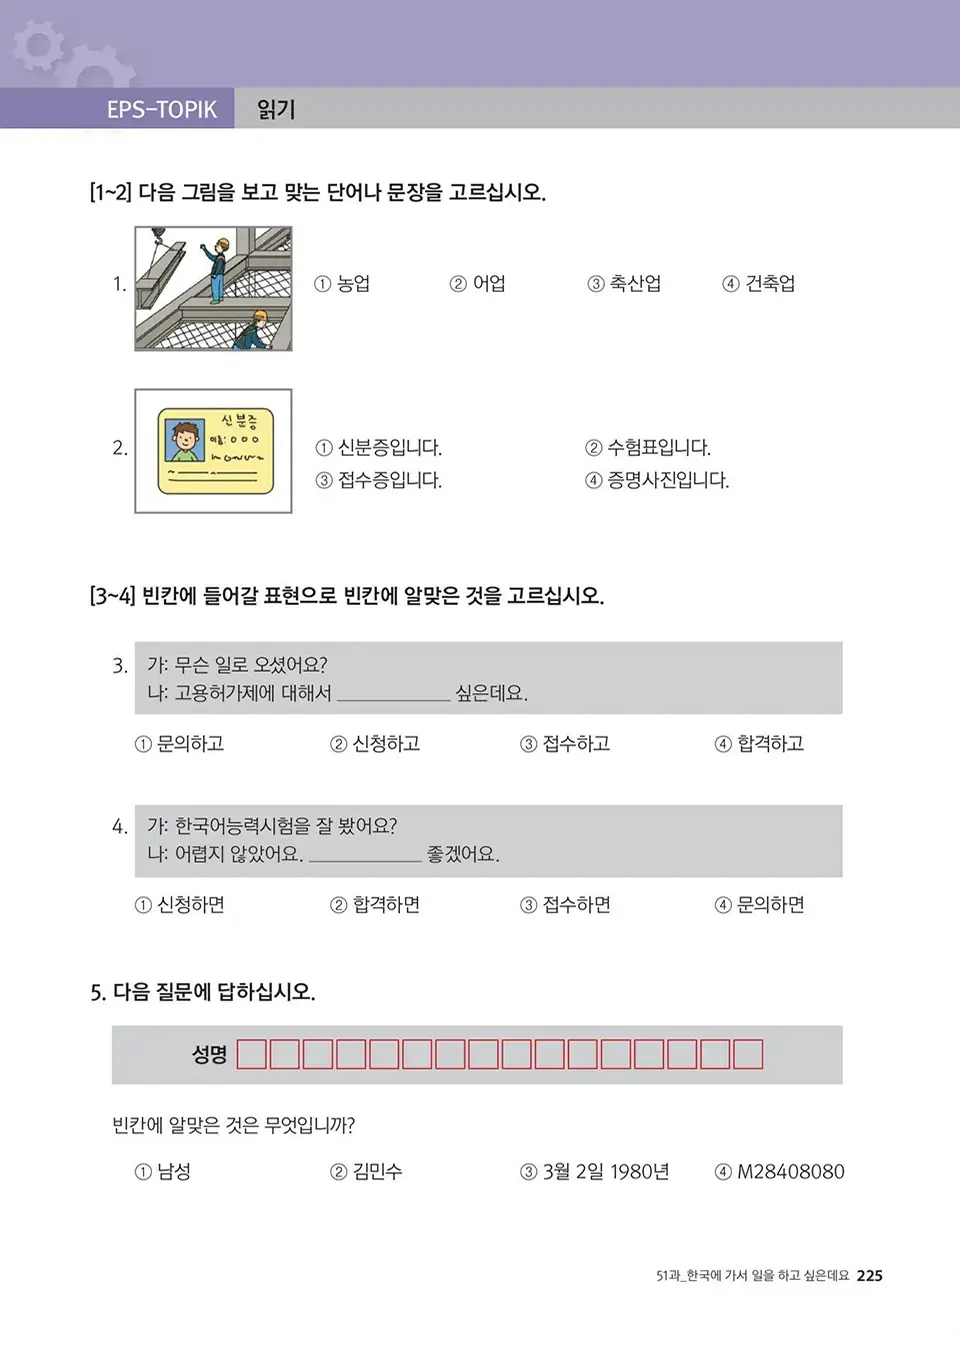 EPS-TOPIK 읽기
[1~2] 다음 그림을 보고 맞는 단어나 문장을 고르십시오.
1. ① 농업 ② 어업 ③ 축산업 ④ 건축업
신분증
이름: ○○○
2. ① 신분증입니다. ② 수험표입니다.
③ 접수증입니다. ④ 증명사진입니다.
[3~4] 빈칸에 들어갈 표현으로 빈칸에 알맞은 것을 고르십시오.
3. 가: 무슨 일로 오셨어요?
나: 고용허가제에 대해서 ____________ 싶은데요.
① 문의하고 ② 신청하고 ③ 접수하고 ④ 합격하고
4. 가: 한국어능력시험을 잘 봤어요?
나: 어렵지 않았어요. ____________ 좋겠어요.
① 신청하면 ② 합격하면 ③ 접수하면 ④ 문의하면
5. 다음 질문에 답하십시오.
성명
빈칸에 알맞은 것은 무엇입니까?
① 남성 ② 김민수 ③ 3월 2일 1980년 ④ M28408080
51과_한국에 가서 일을 하고 싶은데요 225